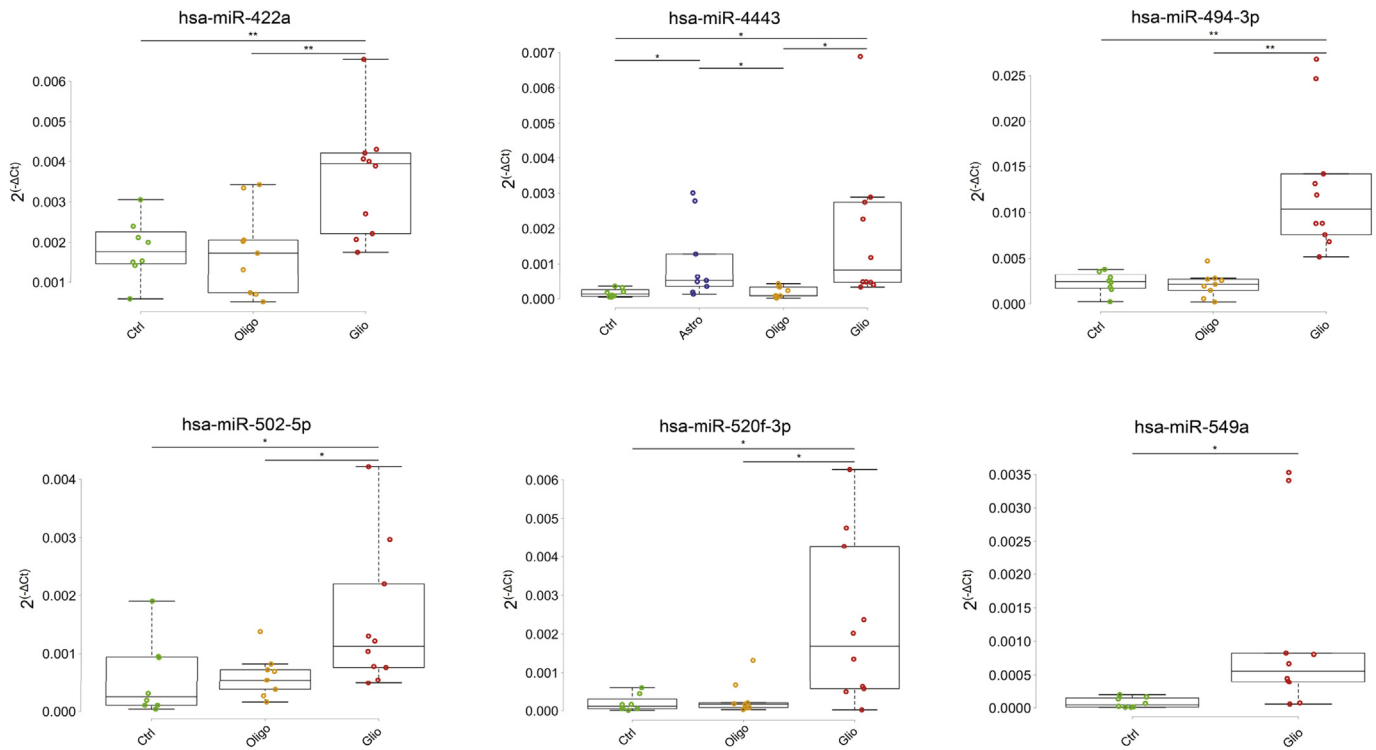 hsa-miR-422a
**
**
0.006
0.005
0.004
0.003
0.002
0.001
2(-ΔCt)
Ctrl
Oligo
Glio
hsa-miR-4443
*
*
*
*
0.007
0.006
0.005
0.004
0.003
0.002
0.001
0.000
2(-ΔCt)
Ctrl
Astro
Oligo
Glio
hsa-miR-494-3p
**
**
0.025
0.020
0.015
0.010
0.005
0.000
2(-ΔCt)
Ctrl
Oligo
Glio
hsa-miR-502-5p
*
*
0.004
0.003
0.002
0.001
0.000
2(-ΔCt)
Ctrl
Oligo
Glio
hsa-miR-520f-3p
*
*
0.006
0.005
0.004
0.003
0.002
0.001
0.000
2(-ΔCt)
Ctrl
Oligo
Glio
hsa-miR-549a
*
0.0035
0.0030
0.0025
0.0020
0.0015
0.0010
0.0005
0.0000
2(-ΔCt)
Ctrl
Glio